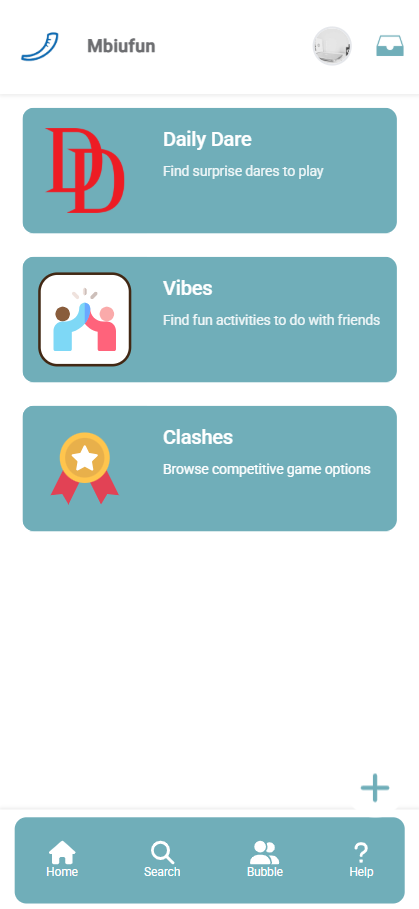 Mbiufun
DD
Daily Dare
Find surprise dares to play
Vibes
Find fun activities to do with friends
Clashes
Browse competitive game options
Home
Search
Bubble
Help